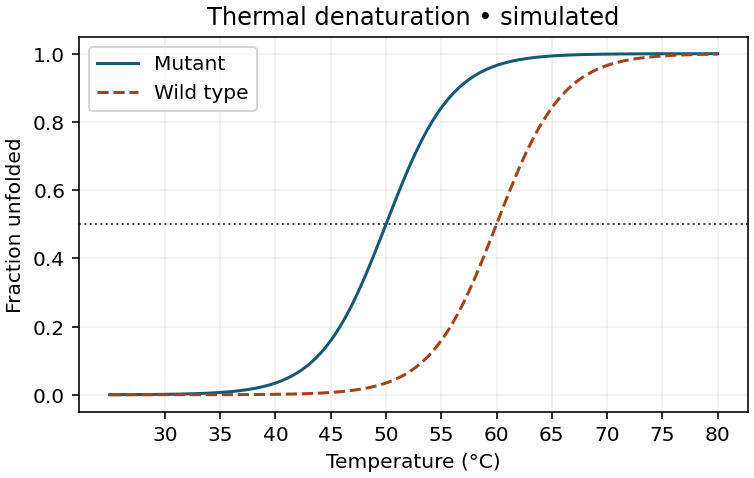 Thermal denaturation • simulated
Mutant
Wild type
Fraction unfolded
1.0
0.8
0.6
0.4
0.2
0.0
30 35 40 45 50 55 60 65 70 75 80
Temperature (°C)